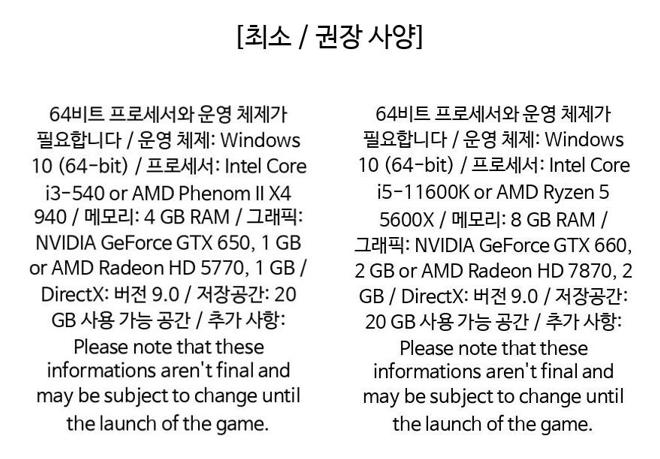 [최소 / 권장 사양]
64비트 프로세서와 운영 체제가
필요합니다 / 운영 체제: Windows
10 (64-bit) / 프로세서: Intel Core
i3-540 or AMD Phenom II X4
940 / 메모리: 4 GB RAM / 그래픽:
NVIDIA GeForce GTX 650, 1 GB
or AMD Radeon HD 5770, 1 GB /
DirectX: 버전 9.0 / 저장공간: 20
GB 사용 가능 공간 / 추가 사항:
Please note that these
informations aren't final and
may be subject to change until
the launch of the game.
64비트 프로세서와 운영 체제가
필요합니다 / 운영 체제: Windows
10 (64-bit) / 프로세서: Intel Core
i5-11600K or AMD Ryzen 5
5600X / 메모리: 8 GB RAM /
그래픽: NVIDIA GeForce GTX 660,
2 GB or AMD Radeon HD 7870, 2
GB / DirectX: 버전 9.0 / 저장공간:
20 GB 사용 가능 공간 / 추가 사항:
Please note that these
informations aren't final and
may be subject to change until
the launch of the game.